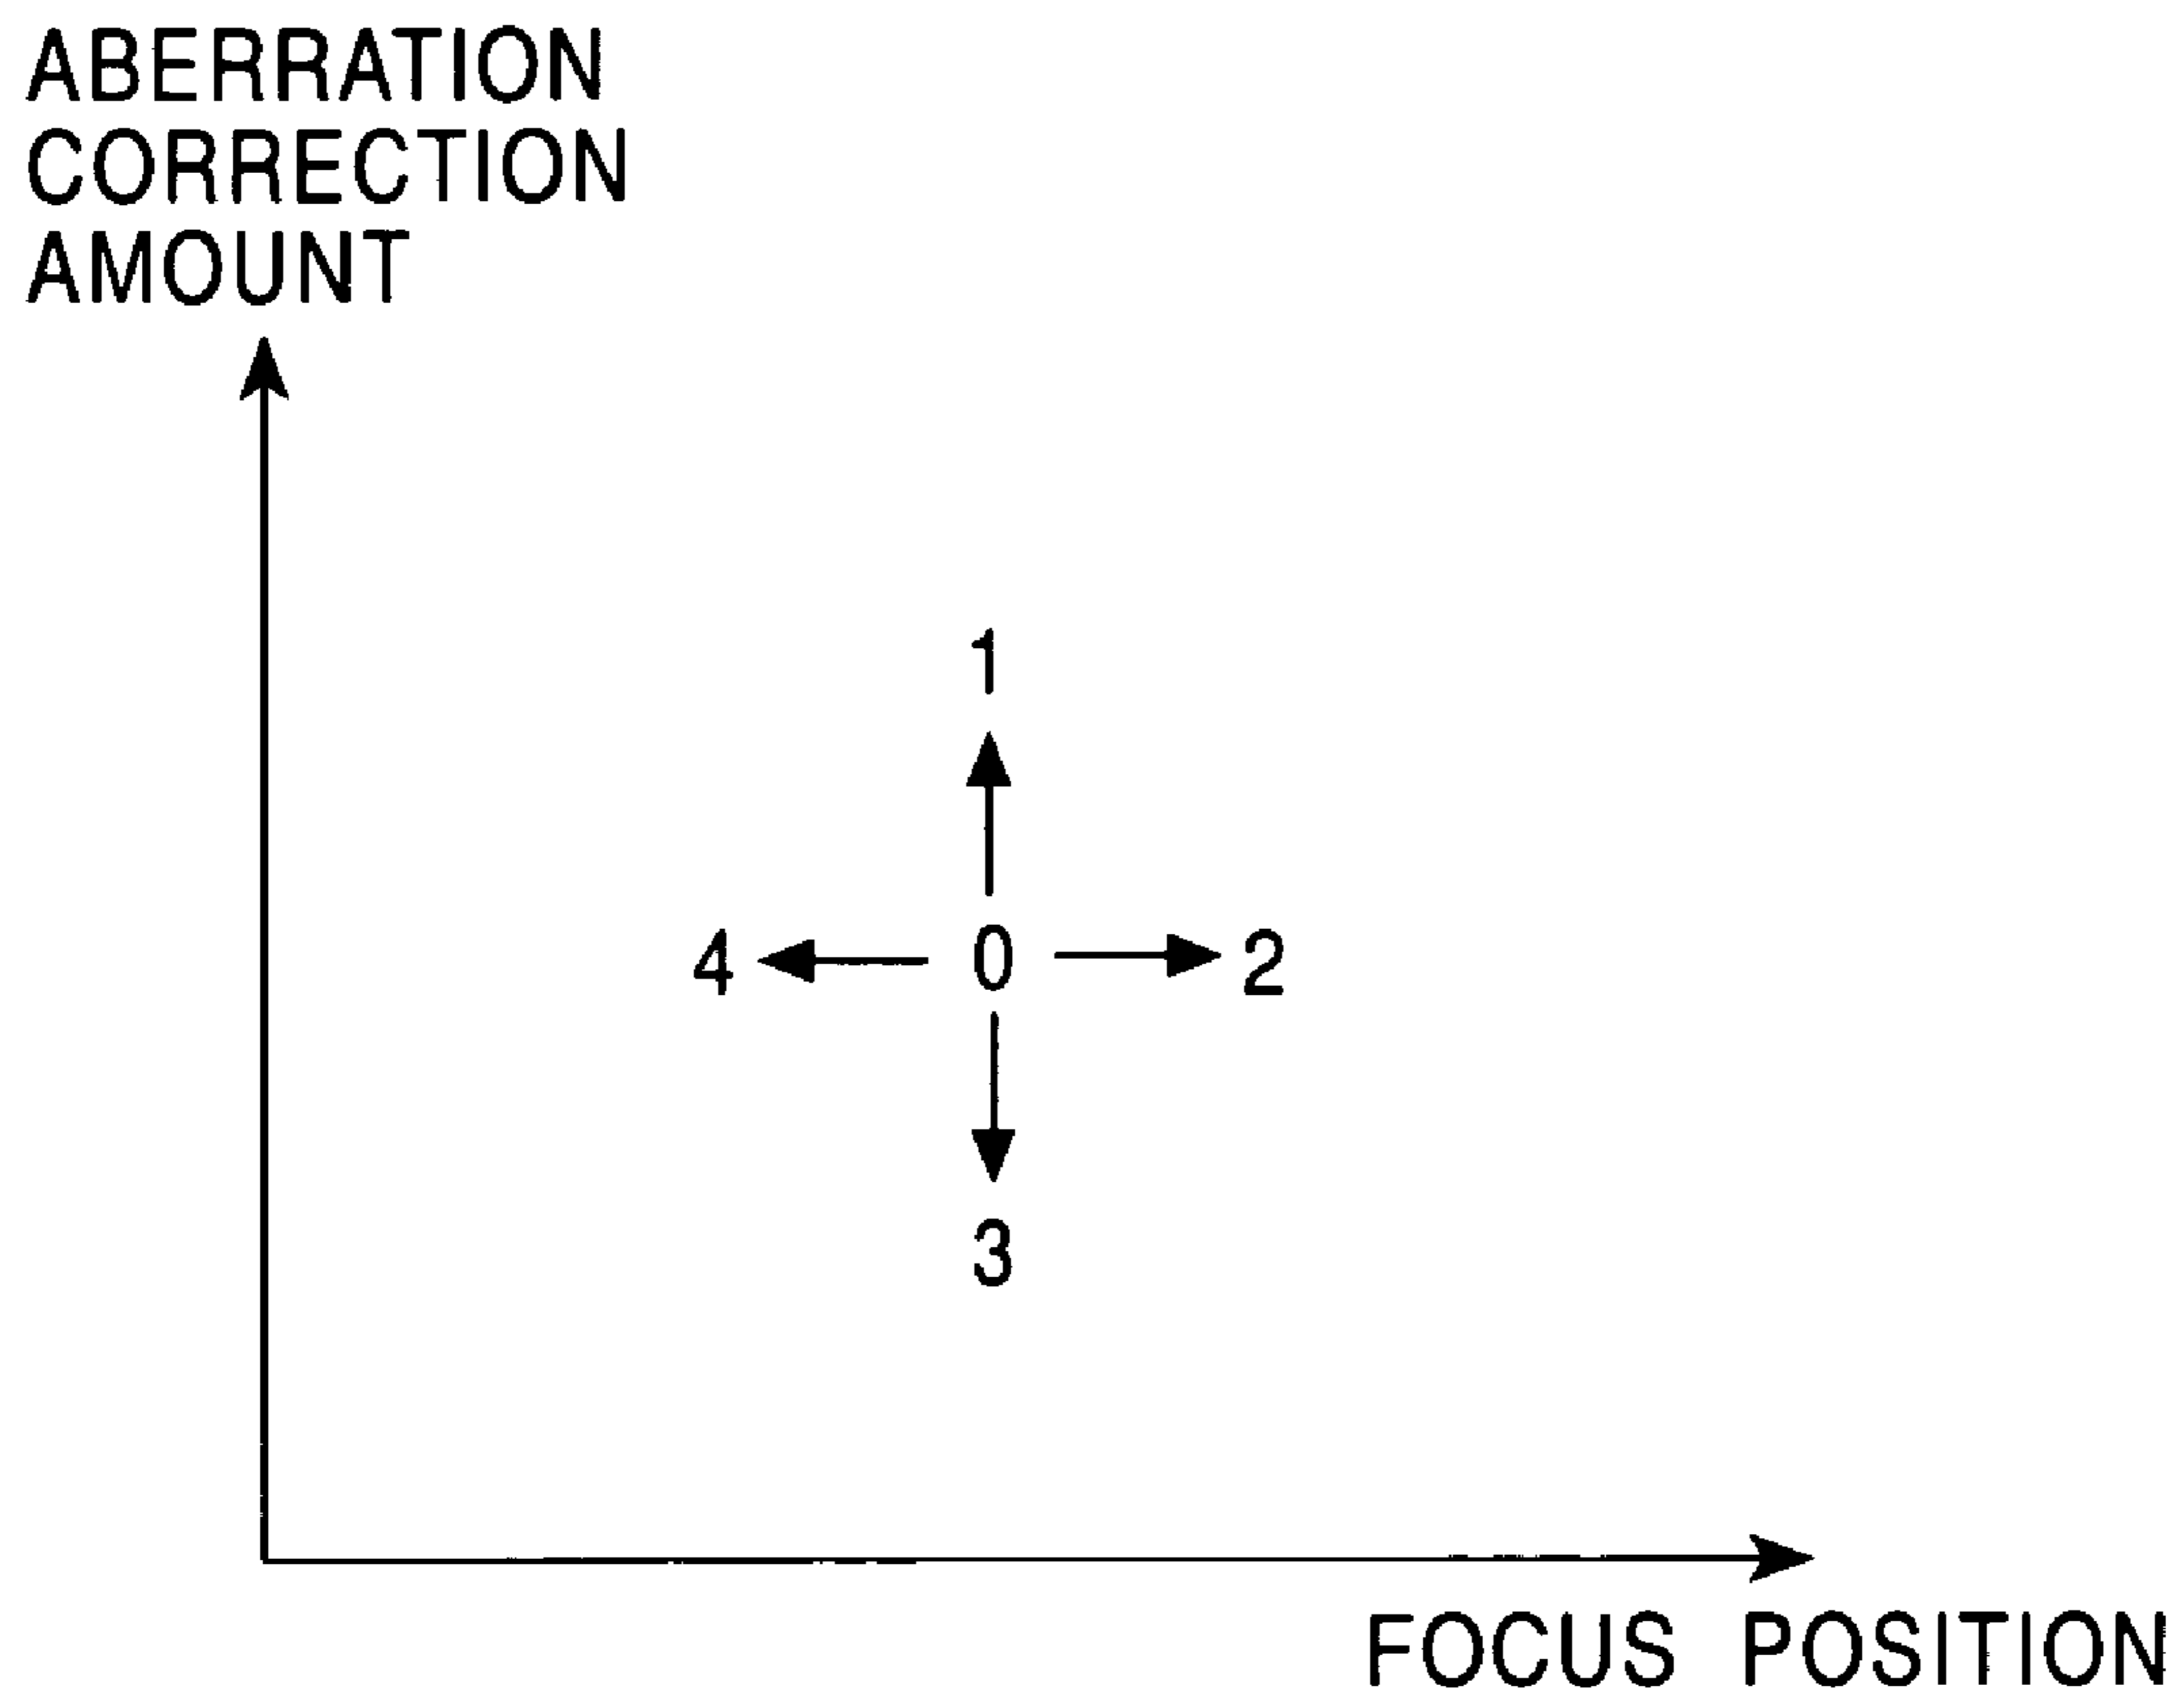 ABERRATION
CORRECTION
AMOUNT
1
4 0 2
3
FOCUS POSITION